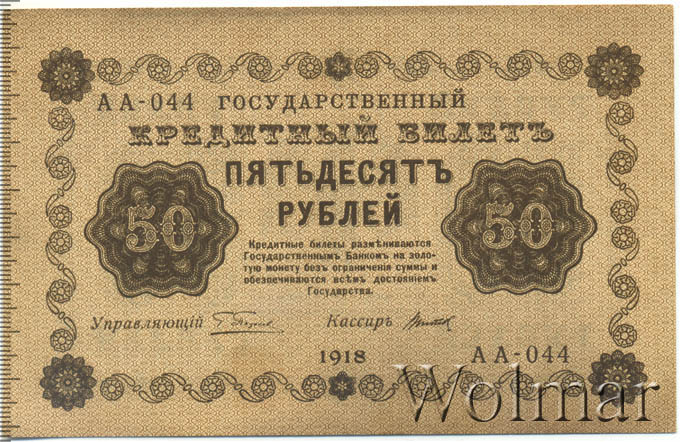 АА-044 ГОСУДАРСТВЕННЫЙ
КРЕДИТНЫЙ БИЛЕТЪ
ПЯТЬДЕСЯТЪ
РУБЛЕЙ
50
50
Кредитные билеты размѣниваются
Государственнымъ Банкомъ на золо-
тую монету безъ ограниченія суммы и
обезпечиваются всѣмъ достояніемъ
Государства.
Управляющій
Кассиръ
1918
АА-044
Wolmar